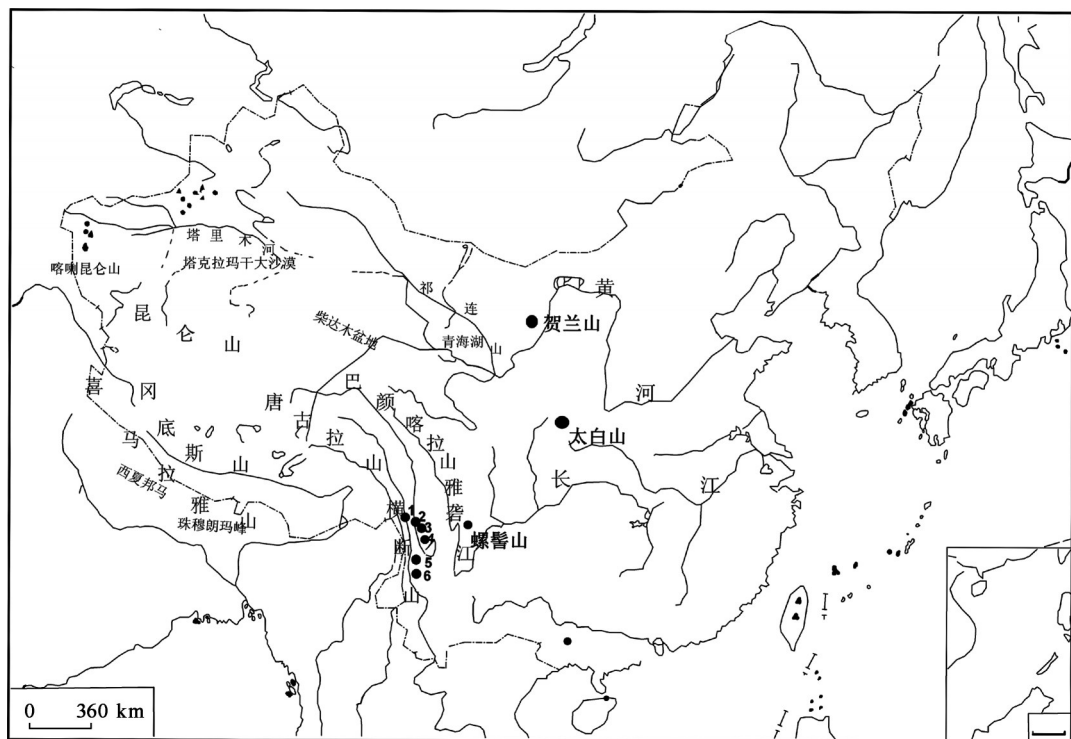 塔里木河
塔克拉玛干大沙漠
喀喇昆仑山
昆仑山
祁连山
青海湖
柴达木盆地
黄河
贺兰山
太白山
冈底斯山
喜马拉雅山
西夏邦马
珠穆朗玛峰
唐古拉山
巴颜喀拉山
雅砻江
长江
横断山
1
2
3
4
5
6
螺髻山
0 360 km